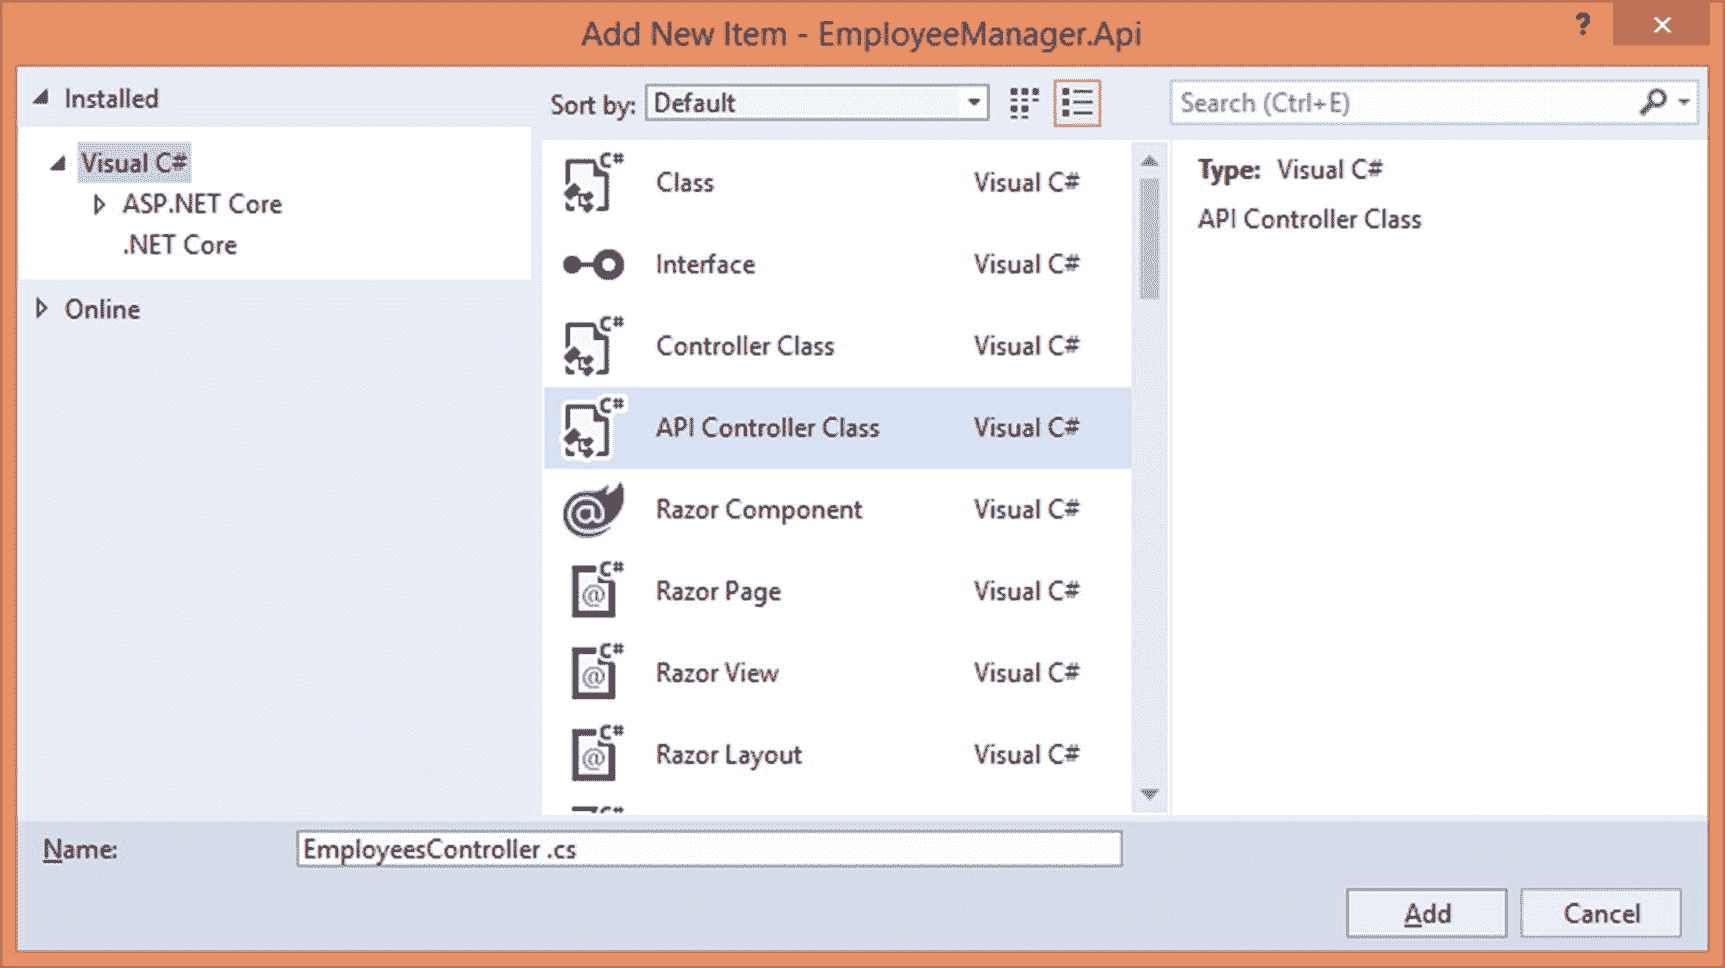 Add New Item - EmployeeManager.Api
?
Installed
Visual C#
ASP.NET Core
.NET Core
Online
Sort by: Default
Search (Ctrl+E)
C# Class Visual C#
Interface Visual C#
C# Controller Class Visual C#
C# API Controller Class Visual C#
@ Razor Component Visual C#
C# @ Razor Page Visual C#
C# @ Razor View Visual C#
C# @ Razor Layout Visual C#
C#
Type: Visual C#
API Controller Class
Name: EmployeesController .cs
Add Cancel